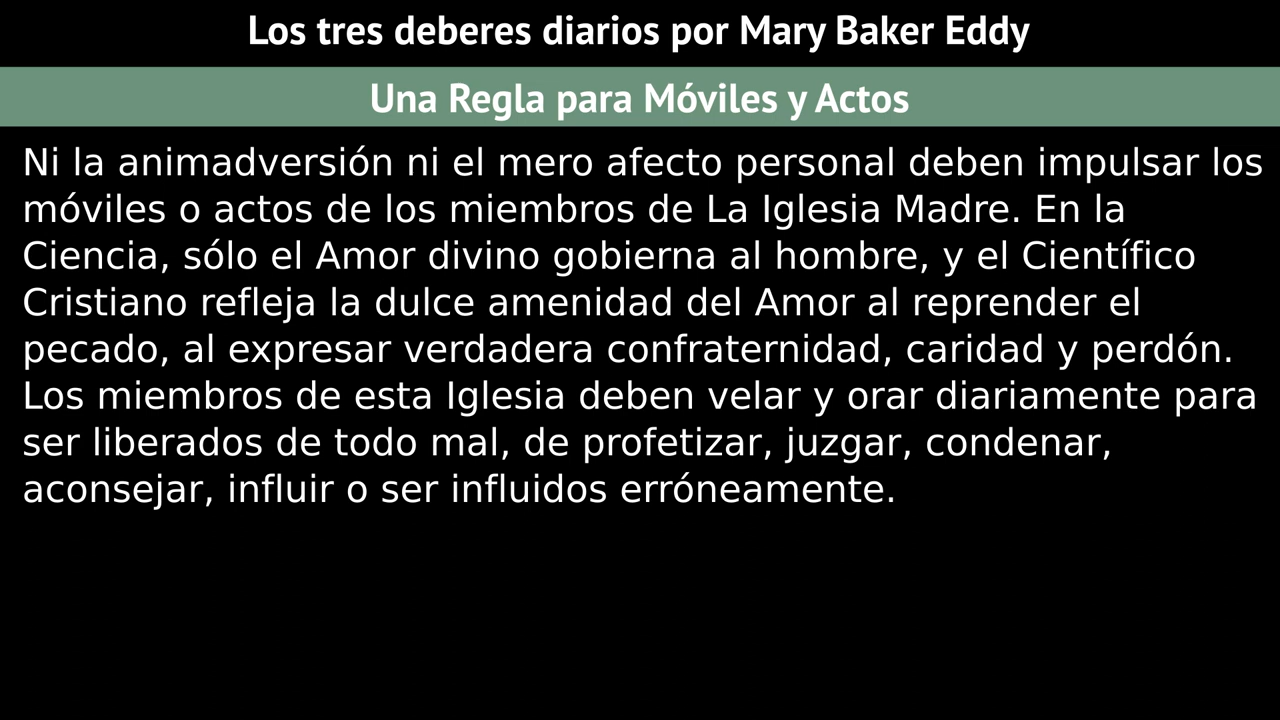 Los tres deberes diarios por Mary Baker Eddy
Una Regla para Móviles y Actos
Ni la animadversión ni el mero afecto personal deben impulsar los
móviles o actos de los miembros de La Iglesia Madre. En la
Ciencia, sólo el Amor divino gobierna al hombre, y el Científico
Cristiano refleja la dulce amenidad del Amor al reprender el
pecado, al expresar verdadera confraternidad, caridad y perdón.
Los miembros de esta Iglesia deben velar y orar diariamente para
ser liberados de todo mal, de profetizar, juzgar, condenar,
aconsejar, influir o ser influidos erróneamente.